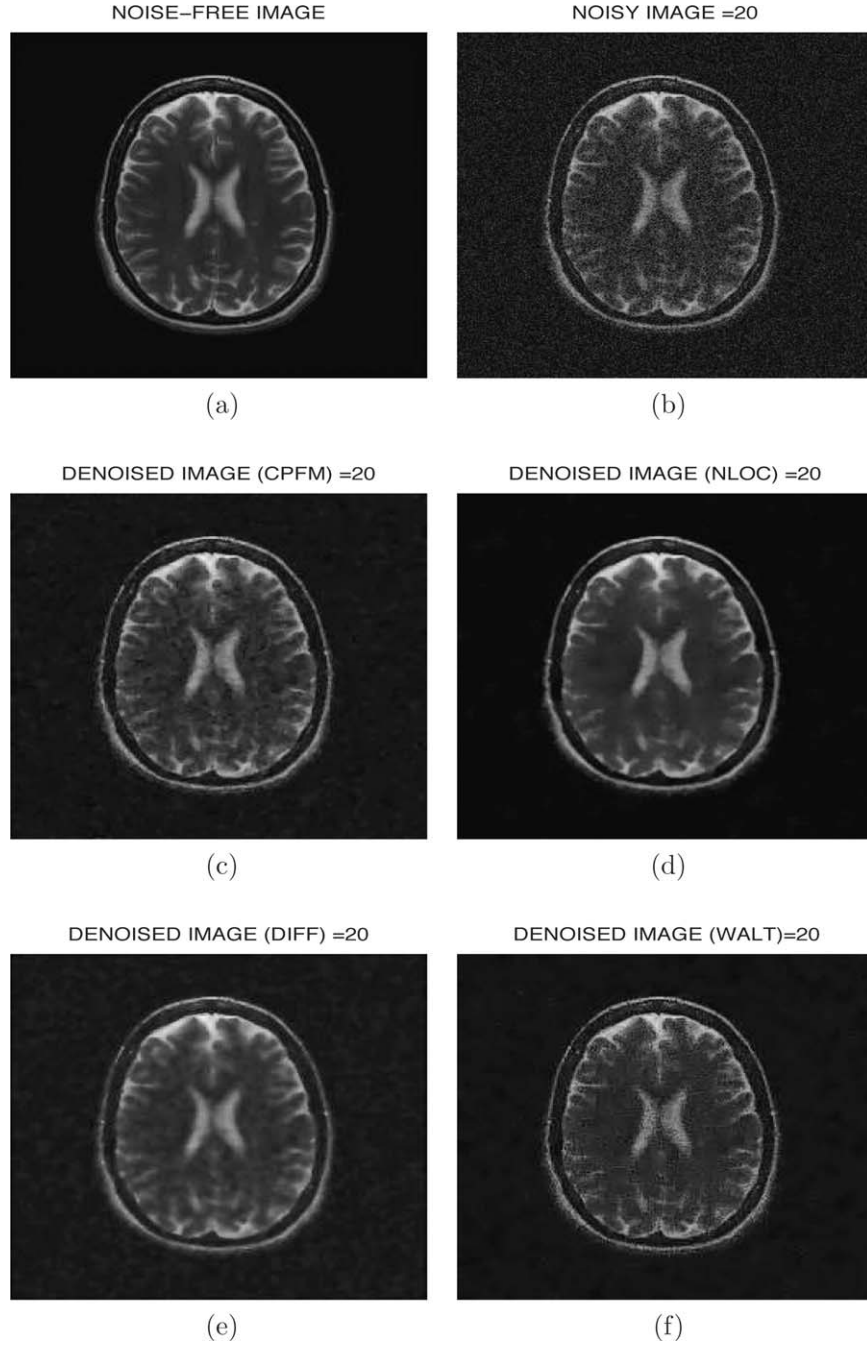 NOISE–FREE IMAGE
NOISY IMAGE =20
(a)
(b)
DENOISED IMAGE (CPFM) =20
DENOISED IMAGE (NLOC) =20
(c)
(d)
DENOISED IMAGE (DIFF) =20
DENOISED IMAGE (WALT)=20
(e)
(f)